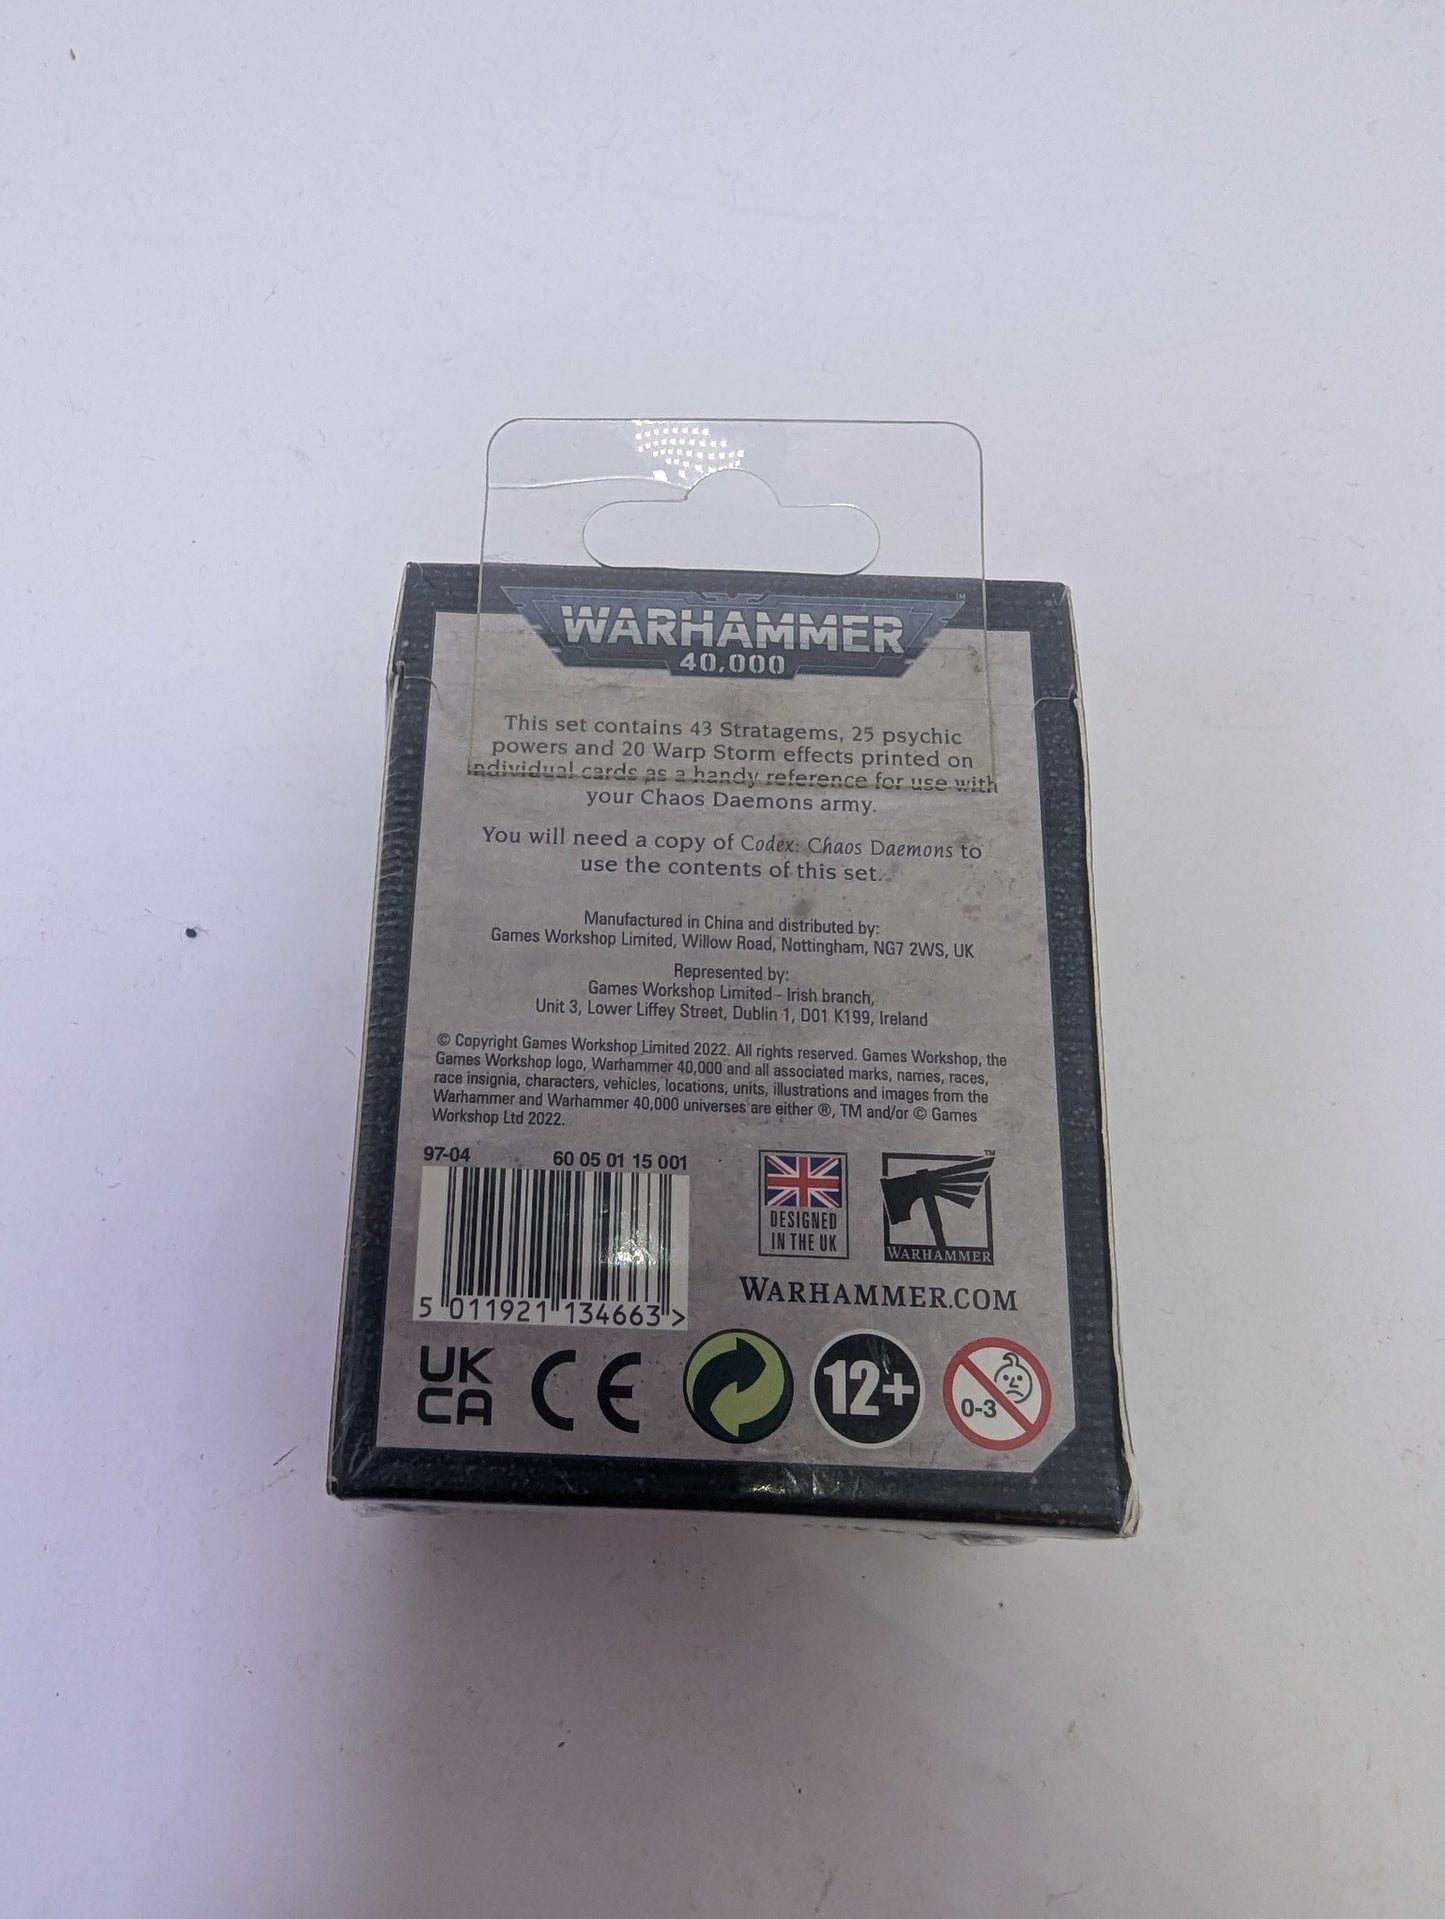 WARHAMMER
40,000
™
This set contains 43 Stratagems, 25 psychic
powers and 20 Warp Storm effects printed on
individual cards as a handy reference for use with
your Chaos Daemons army.
You will need a copy of Codex: Chaos Daemons to
use the contents of this set.
Manufactured in China and distributed by:
Games Workshop Limited, Willow Road, Nottingham, NG7 2WS, UK
Represented by:
Games Workshop Limited - Irish branch,
Unit 3, Lower Liffey Street, Dublin 1, D01 K199, Ireland
© Copyright Games Workshop Limited 2022. All rights reserved. Games Workshop, the
Games Workshop logo, Warhammer 40,000 and all associated marks, names, races,
race insignia, characters, vehicles, locations, units, illustrations and images from the
Warhammer and Warhammer 40,000 universes are either ®, TM and/or © Games
Workshop Ltd 2022.
97-04 60 05 01 15 001
5 011921 134663 >
DESIGNED
IN THE UK
™
WARHAMMER
WARHAMMER.COM
UK
CA
CE
12+
0-3